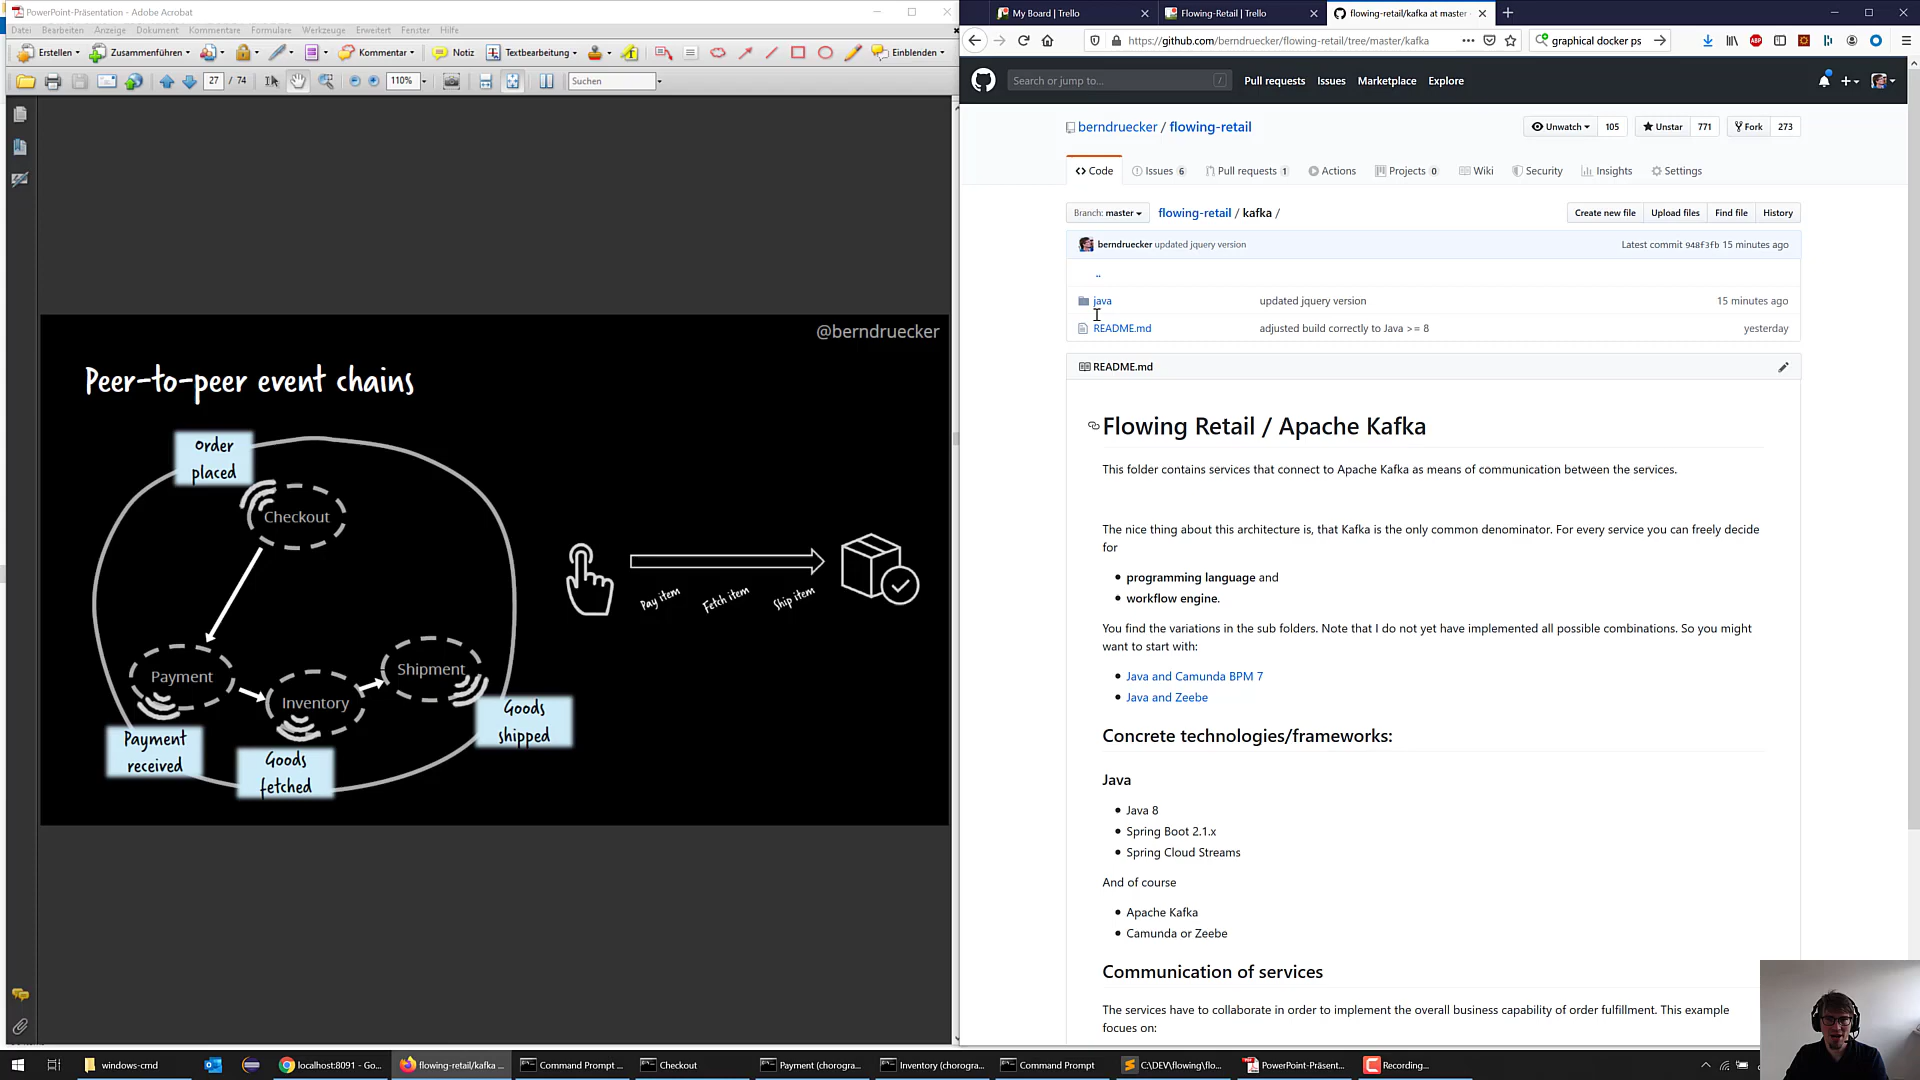 PowerPoint-Präsentation - Adobe Acrobat
Datei Bearbeiten Anzeige Dokument Kommentare Formulare Werkzeuge Erweitert Fenster Hilfe
Erstellen Zusammenführen Kommentar Notiz Textbearbeitung Einblenden
27 / 74 110% Suchen
@berndruecker
Peer-to-peer event chains
Order
placed
Checkout
Payment
Inventory
Shipment
Payment
received
Goods
fetched
Goods
shipped
Pay item
Fetch item
Ship item
My Board | Trello
Flowing-Retail | Trello
flowing-retail/kafka at master
https://github.com/berndruecker/flowing-retail/tree/master/kafka
graphical docker ps
Search or jump to... /
Pull requests Issues Marketplace Explore
berndruecker / flowing-retail
Unwatch 105 Unstar 771 Fork 273
Code Issues 6 Pull requests 1 Actions Projects 0 Wiki Security Insights Settings
Branch: master flowing-retail / kafka / Create new file Upload files Find file History
berndruecker updated jquery version Latest commit 948f3fb 15 minutes ago
..
java updated jquery version 15 minutes ago
README.md adjusted build correctly to Java >= 8 yesterday
README.md
Flowing Retail / Apache Kafka
This folder contains services that connect to Apache Kafka as means of communication between the services.
The nice thing about this architecture is, that Kafka is the only common denominator. For every service you can freely decide
for
• programming language and
• workflow engine.
You find the variations in the sub folders. Note that I do not yet have implemented all possible combinations. So you might
want to start with:
• Java and Camunda BPM 7
• Java and Zeebe
Concrete technologies/frameworks:
Java
• Java 8
• Spring Boot 2.1.x
• Spring Cloud Streams
And of course
• Apache Kafka
• Camunda or Zeebe
Communication of services
The services have to collaborate in order to implement the overall business capability of order fulfillment. This example
focues on:
windows-cmd
localhost:8091 - Go...
flowing-retail/kafka ...
Command Prompt ...
Checkout
Payment (chorogra...
Inventory (chorogra...
Command Prompt
C:\DEV\flowing\flo...
PowerPoint-Präsent...
Recording...